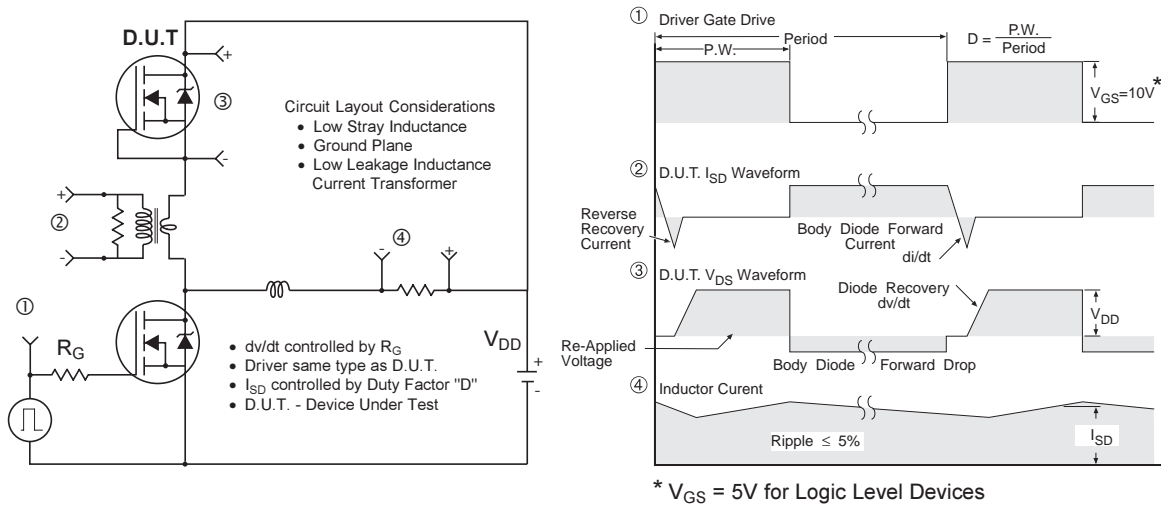 D.U.T
+
③
-
Circuit Layout Considerations
• Low Stray Inductance
• Ground Plane
• Low Leakage Inductance
Current Transformer
+
②
-
④
-
+
①
R_G
• dv/dt controlled by R_G
• Driver same type as D.U.T.
• I_SD controlled by Duty Factor "D"
• D.U.T. - Device Under Test
V_DD
+
-
① Driver Gate Drive
P.W.
Period
D = P.W. / Period
V_GS=10V *
② D.U.T. I_SD Waveform
Reverse
Recovery
Current
Body Diode Forward
Current
di/dt
③ D.U.T. V_DS Waveform
Diode Recovery
dv/dt
V_DD
Re-Applied
Voltage
Body Diode Forward Drop
④ Inductor Curent
Ripple ≤ 5%
I_SD
* V_GS = 5V for Logic Level Devices